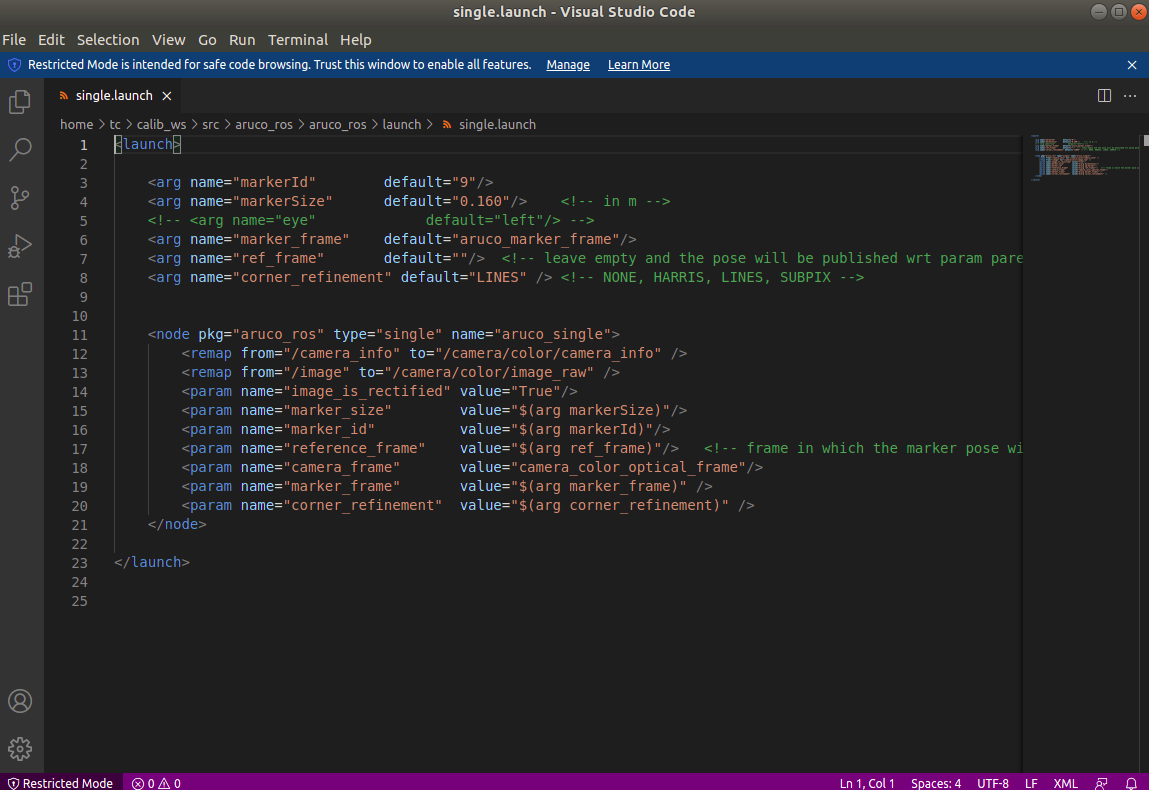 single.launch - Visual Studio Code
File Edit Selection View Go Run Terminal Help
Restricted Mode is intended for safe code browsing. Trust this window to enable all features. Manage Learn More
single.launch
home > tc > calib_ws > src > aruco_ros > aruco_ros > launch > single.launch
1 <launch>
2
3 <arg name="markerId" default="9"/>
4 <arg name="markerSize" default="0.160"/> <!-- in m -->
5 <!-- <arg name="eye" default="left"/> -->
6 <arg name="marker_frame" default="aruco_marker_frame"/>
7 <arg name="ref_frame" default=""/> <!-- leave empty and the pose will be published wrt param pare
8 <arg name="corner_refinement" default="LINES" /> <!-- NONE, HARRIS, LINES, SUBPIX -->
9
10
11 <node pkg="aruco_ros" type="single" name="aruco_single">
12 <remap from="/camera_info" to="/camera/color/camera_info" />
13 <remap from="/image" to="/camera/color/image_raw" />
14 <param name="image_is_rectified" value="True"/>
15 <param name="marker_size" value="$(arg markerSize)"/>
16 <param name="marker_id" value="$(arg markerId)"/>
17 <param name="reference_frame" value="$(arg ref_frame)"/> <!-- frame in which the marker pose wi
18 <param name="camera_frame" value="camera_color_optical_frame"/>
19 <param name="marker_frame" value="$(arg marker_frame)" />
20 <param name="corner_refinement" value="$(arg corner_refinement)" />
21 </node>
22
23 </launch>
24
25
Restricted Mode 0 0 Ln 1, Col 1 Spaces: 4 UTF-8 LF XML